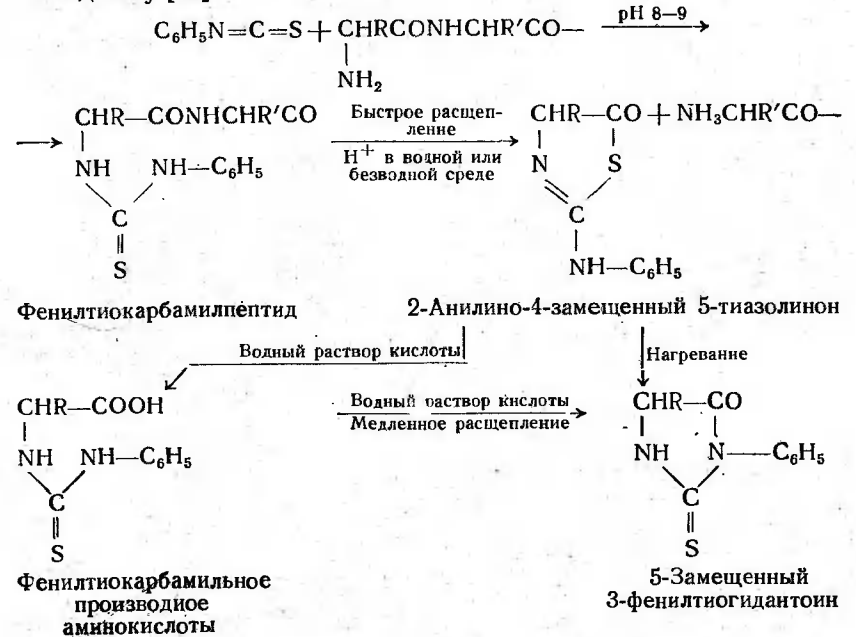 C₆H₅N=C=S + CHRCONHCHR′CO— pH 8—9
NH₂
CHR—CONHCHR′CO Быстрое расщеп- CHR—CO + NH₃CHR′CO—
ление
NH NH—C₆H₅ H⁺ в водной или N S
безводной среде
C C
S NH—C₆H₅
Фенилтиокарбамилпептид 2-Анилино-4-замещенный 5-тиазолинон
Водный раствор кислоты Нагревание
CHR—COOH Водный раствор кислоты CHR—CO
Медленное расщепление
NH NH—C₆H₅ NH N—C₆H₅
C C
S S
Фенилтиокарбамильное 5-Замещенный
производное 3-фенилтиогидантоин
аминокислоты